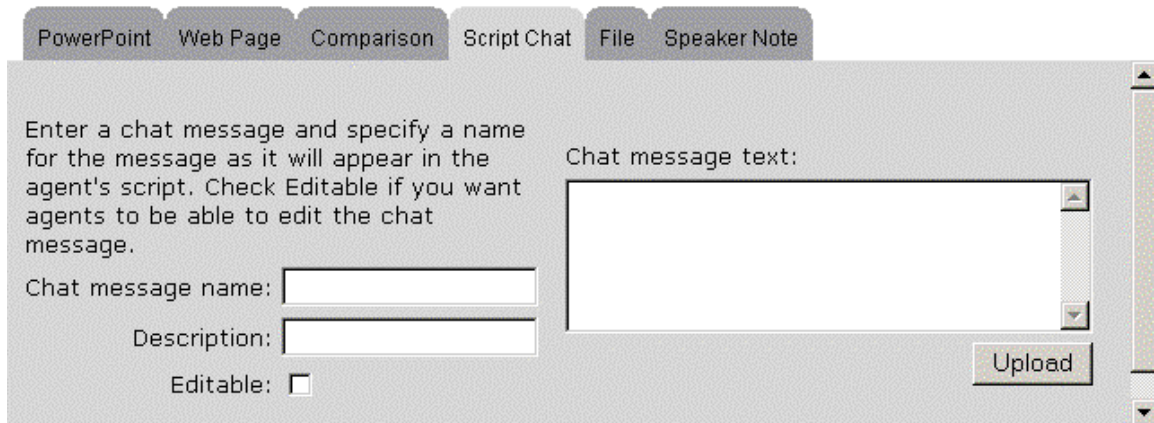 PowerPoint Web Page Comparison Script Chat File Speaker Note
Enter a chat message and specify a name
for the message as it will appear in the
agent's script. Check Editable if you want
agents to be able to edit the chat
message.
Chat message name:
Description:
Editable:
Chat message text:
Upload